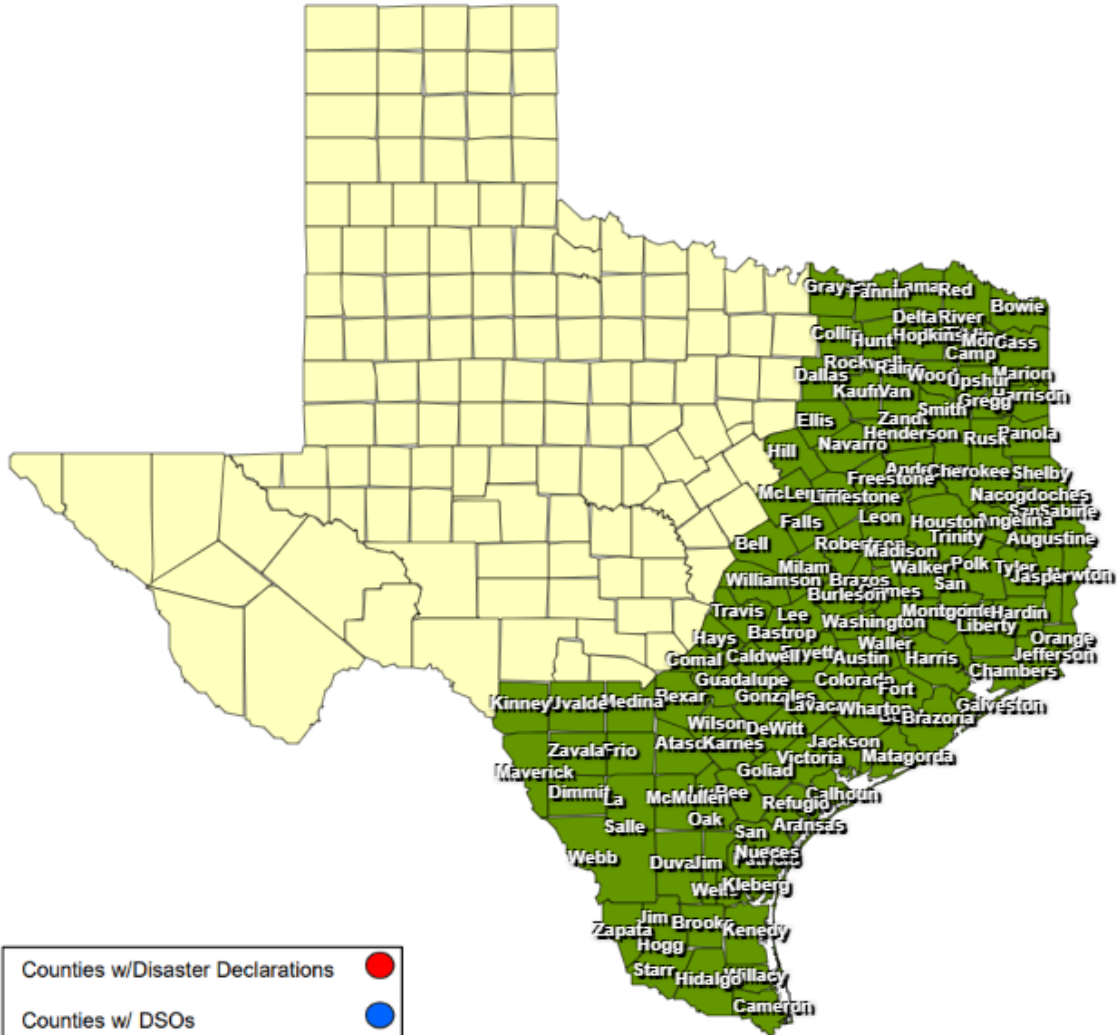 Grayson
Fannin
Lamar
Red
River
Bowie
Collin
Hunt
Delta
Hopkins
Cass
Camp
Rockwall
Rains
Wood
Upshur
Marion
Dallas
Kaufman
Van
Zandt
Smith
Gregg
Harrison
Ellis
Henderson
Rusk
Panola
Hill
Navarro
Freestone
Cherokee
Shelby
McLennan
Limestone
Nacogdoches
Sabine
Falls
Leon
Houston
Angelina
Augustine
Bell
Robertson
Madison
Trinity
Milam
Walker
Polk
Tyler
Jasper
Newton
Williamson
Brazos
San
Burleson
Grimes
Travis
Lee
Washington
Montgomery
Hardin
Liberty
Hays
Bastrop
Waller
Orange
Comal
Caldwell
Fayette
Austin
Harris
Jefferson
Chambers
Guadalupe
Colorado
Fort
Kinney
Uvalde
Medina
Bexar
Gonzales
Lavaca
Wharton
Brazoria
Galveston
Wilson
DeWitt
Zavala
Frio
Karnes
Jackson
Victoria
Matagorda
Maverick
Goliad
Dimmit
La
Salle
McMullen
Bee
Oak
Refugio
Calhoun
San
Aransas
Webb
Duval
Jim
Wells
Nueces
Kleberg
Zapata
Jim
Hogg
Brooks
Kenedy
Starr
Hidalgo
Willacy
Cameron
Counties w/Disaster Declarations
Counties w/ DSOs